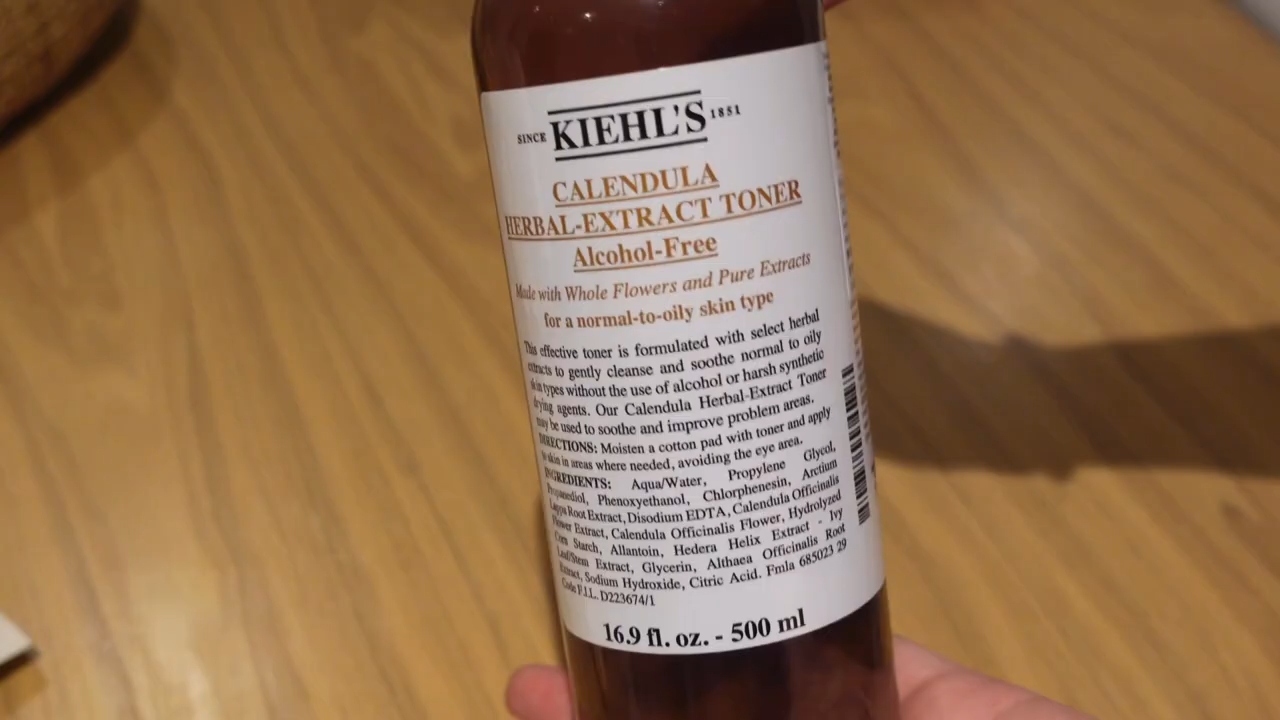 SINCE KIEHL'S 1851
CALENDULA
HERBAL-EXTRACT TONER
Alcohol-Free
Made with Whole Flowers and Pure Extracts
for a normal-to-oily skin type
This effective toner is formulated with select herbal
extracts to gently cleanse and soothe normal to oily
skin types without the use of alcohol or harsh synthetic
drying agents. Our Calendula Herbal-Extract Toner
may be used to soothe and improve problem areas.
DIRECTIONS: Moisten a cotton pad with toner and apply
to skin in areas where needed, avoiding the eye area.
INGREDIENTS: Aqua/Water, Propylene Glycol,
Propanediol, Phenoxyethanol, Chlorphenesin, Arctium
Lappa Root Extract, Disodium EDTA, Calendula Officinalis
Flower Extract, Calendula Officinalis Flower, Hydrolyzed
Corn Starch, Allantoin, Hedera Helix Extract - Ivy
Leaf/Stem Extract, Glycerin, Althaea Officinalis Root
Extract, Sodium Hydroxide, Citric Acid. Fmla 685023 29
Code F.I.L. D223674/1
16.9 fl. oz. - 500 ml